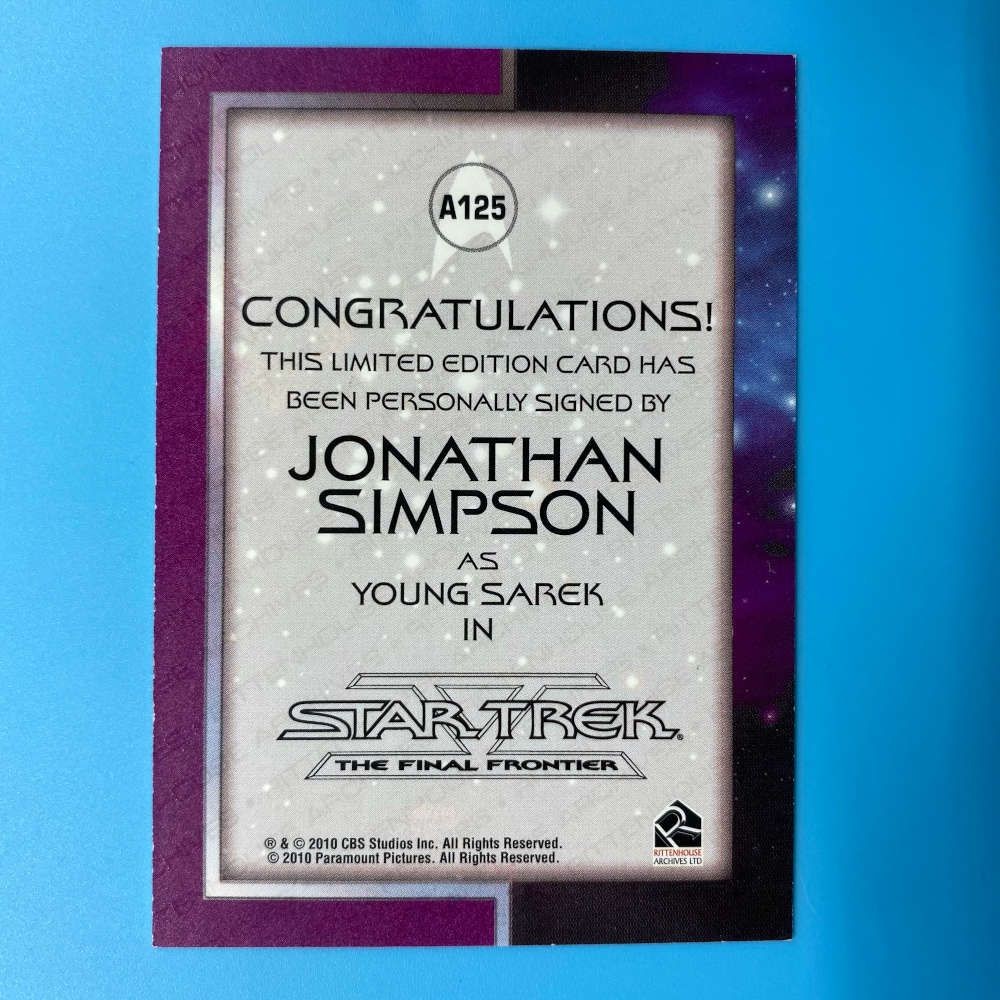 A125
CONGRATULATIONS!
THIS LIMITED EDITION CARD HAS
BEEN PERSONALLY SIGNED BY
JONATHAN
SIMPSON
AS
YOUNG SAREK
IN
V
STAR TREK®
THE FINAL FRONTIER
® & © 2010 CBS Studios Inc. All Rights Reserved.
© 2010 Paramount Pictures. All Rights Reserved.
RITTENHOUSE
ARCHIVES LTD